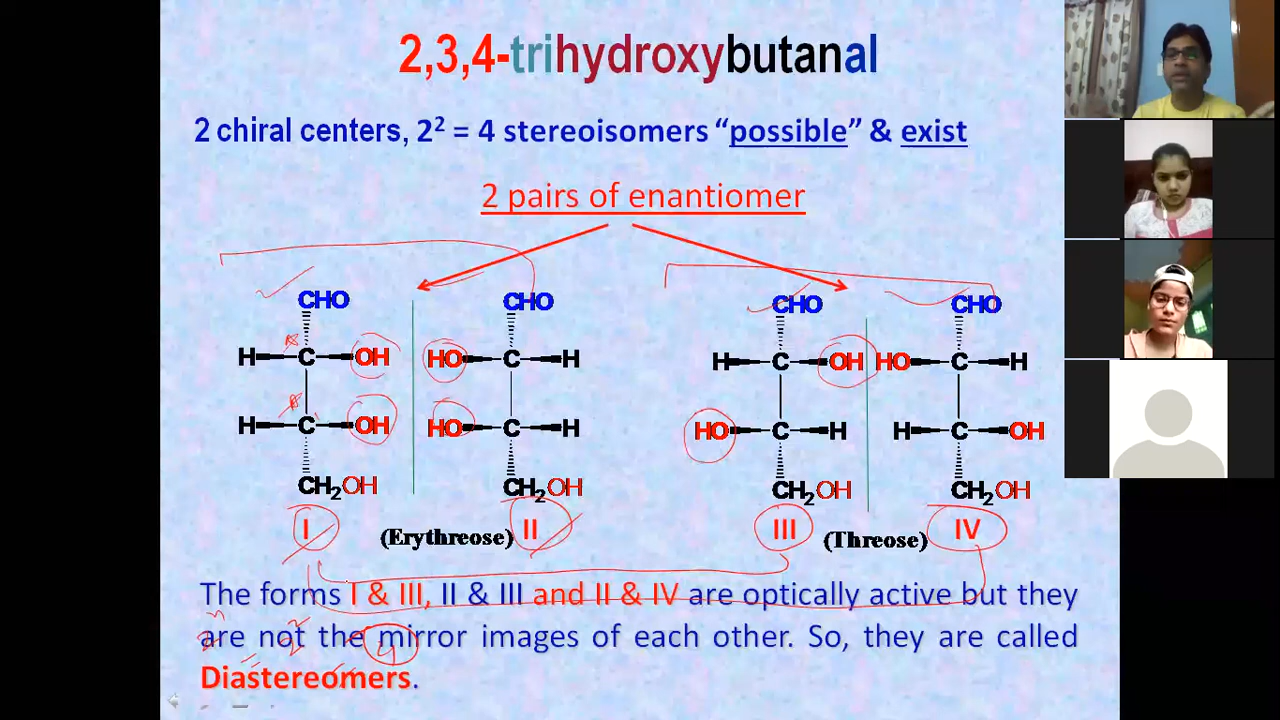 2,3,4-trihydroxybutanal
2 chiral centers, 2² = 4 stereoisomers “possible” & exist
2 pairs of enantiomer
CHO CHO CHO CHO
H C OH HO C H H C OH HO C H
H C OH HO C H HO C H H C OH
CH₂OH CH₂OH CH₂OH CH₂OH
I (Erythreose) II III (Threose) IV
The forms I & III, II & III and II & IV are optically active but they
are not the mirror images of each other. So, they are called
Diastereomers.